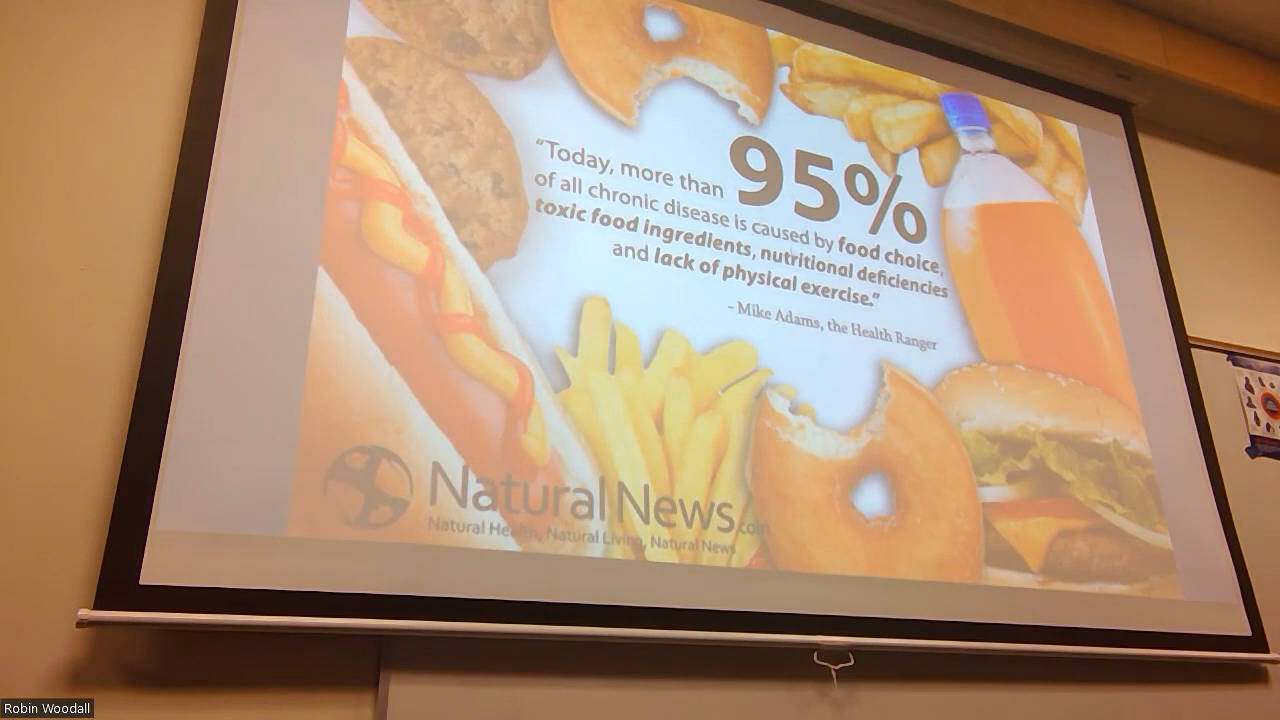 “Today, more than 95%
of all chronic disease is caused by food choice,
toxic food ingredients, nutritional deficiencies
and lack of physical exercise.”
- Mike Adams, the Health Ranger
NaturalNews.com
Natural Health, Natural Living, Natural News
Robin Woodall